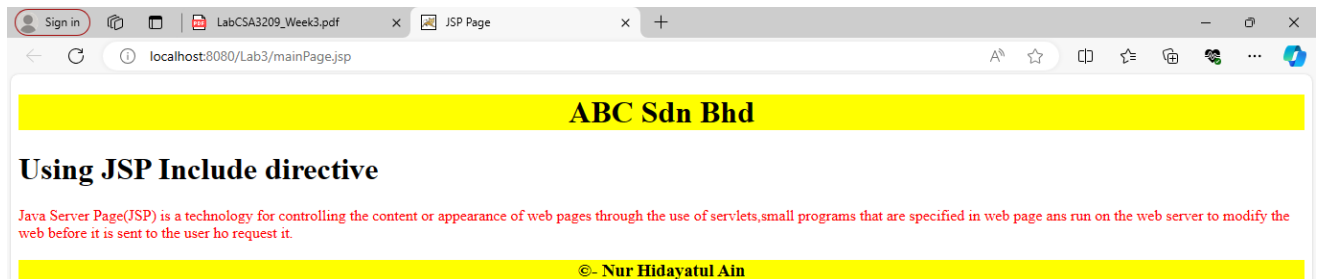 Sign in LabCSA3209_Week3.pdf JSP Page
localhost:8080/Lab3/mainPage.jsp
ABC Sdn Bhd
Using JSP Include directive
Java Server Page(JSP) is a technology for controlling the content or appearance of web pages through the use of servlets,small programs that are specified in web page ans run on the web server to modify the
web before it is sent to the user ho request it.
©- Nur Hidayatul Ain